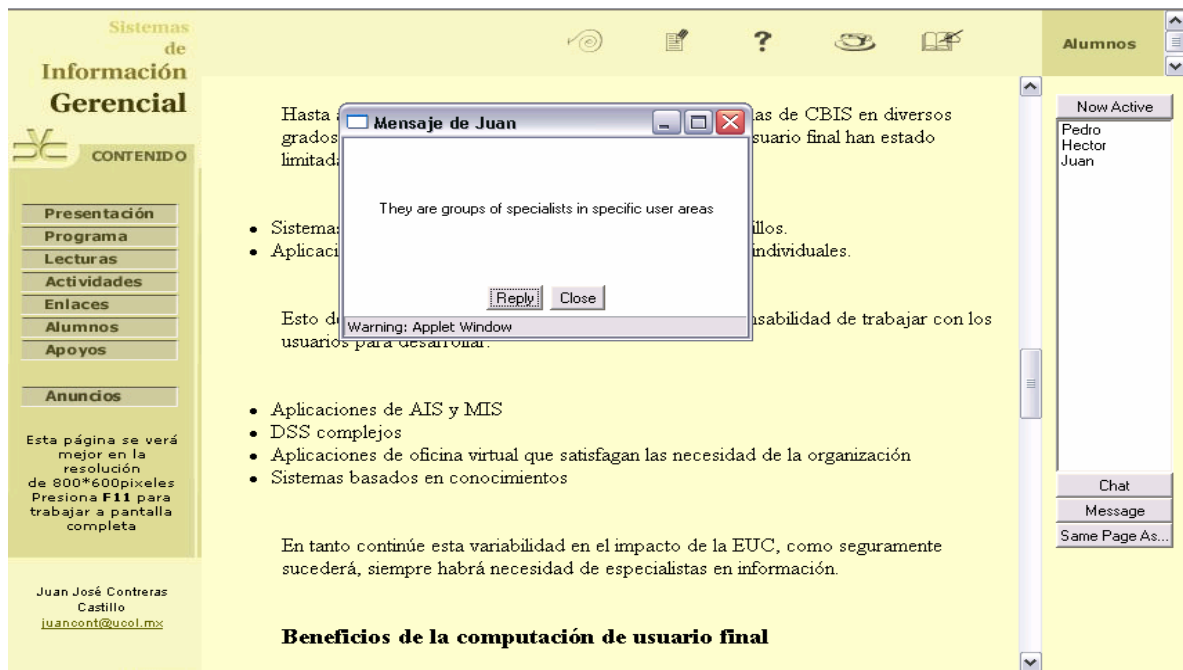 Sistemas
de
Información
Gerencial
CONTENIDO
Presentación
Programa
Lecturas
Actividades
Enlaces
Alumnos
Apoyos
Anuncios
Esta página se verá
mejor en la
resolución
de 800*600pixeles
Presiona F11 para
trabajar a pantalla
completa
Juan José Contreras
Castillo
juancont@ucol.mx
?
Hasta
as de CBIS en diversos
grados
suario final han estado
limitad
Mensaje de Juan
They are groups of specialists in specific user areas
Reply Close
Warning: Applet Window
• Sistema
illos.
• Aplicaci
individuales.
Esto d
nsabilidad de trabajar con los
usuarios para desarrollar:
• Aplicaciones de AIS y MIS
• DSS complejos
• Aplicaciones de oficina virtual que satisfagan las necesidad de la organización
• Sistemas basados en conocimientos
En tanto continúe esta variabilidad en el impacto de la EUC, como seguramente
sucederá, siempre habrá necesidad de especialistas en información.
Beneficios de la computación de usuario final
Alumnos
Now Active
Pedro
Hector
Juan
Chat
Message
Same Page As...